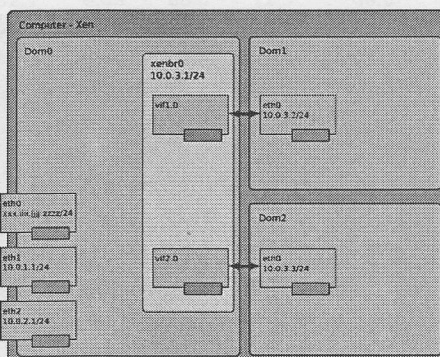 Computer - Xen
Dom0
xenbr0
10.0.3.1/24
vif1.0
Dom1
eth0
10.0.3.2/24
eth0
eth1
10.0.1.1/24
eth2
10.0.2.1/24
vif2.0
Dom2
eth0
10.0.3.3/24